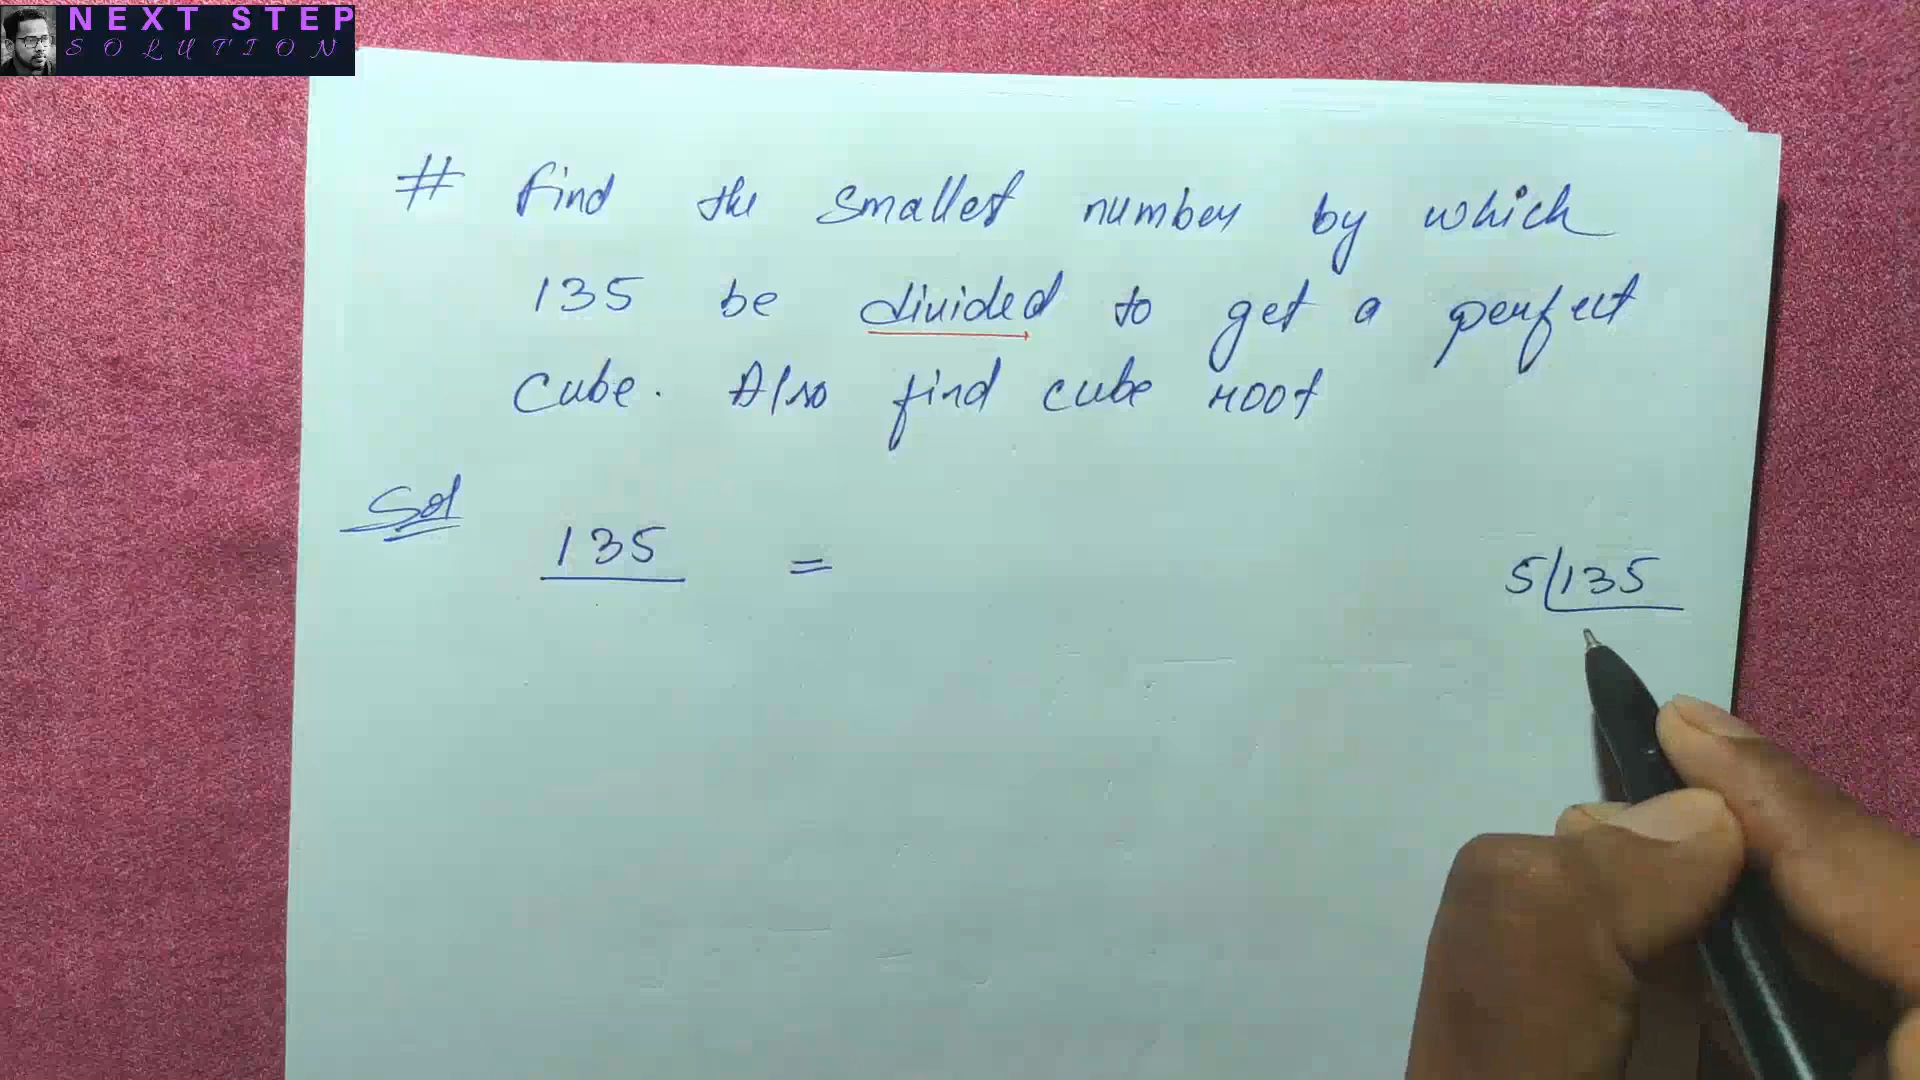 NEXT STEP
SOLUTION
# Find the smallest number by which
135 be divided to get a perfect
cube. Also find cube root
Sol 135 =
5 135